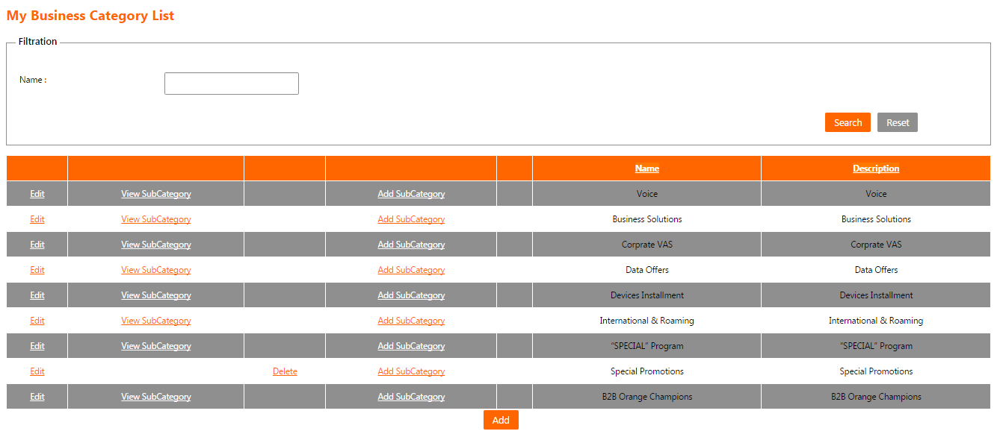 My Business Category List
Filtration
Name :
Search Reset
Name Description
Edit View SubCategory Add SubCategory Voice Voice
Edit View SubCategory Add SubCategory Business Solutions Business Solutions
Edit View SubCategory Add SubCategory Corprate VAS Corprate VAS
Edit View SubCategory Add SubCategory Data Offers Data Offers
Edit View SubCategory Add SubCategory Devices Installment Devices Installment
Edit View SubCategory Add SubCategory International & Roaming International & Roaming
Edit View SubCategory Add SubCategory “SPECIAL” Program “SPECIAL” Program
Edit Delete Add SubCategory Special Promotions Special Promotions
Edit View SubCategory Add SubCategory B2B Orange Champions B2B Orange Champions
Add